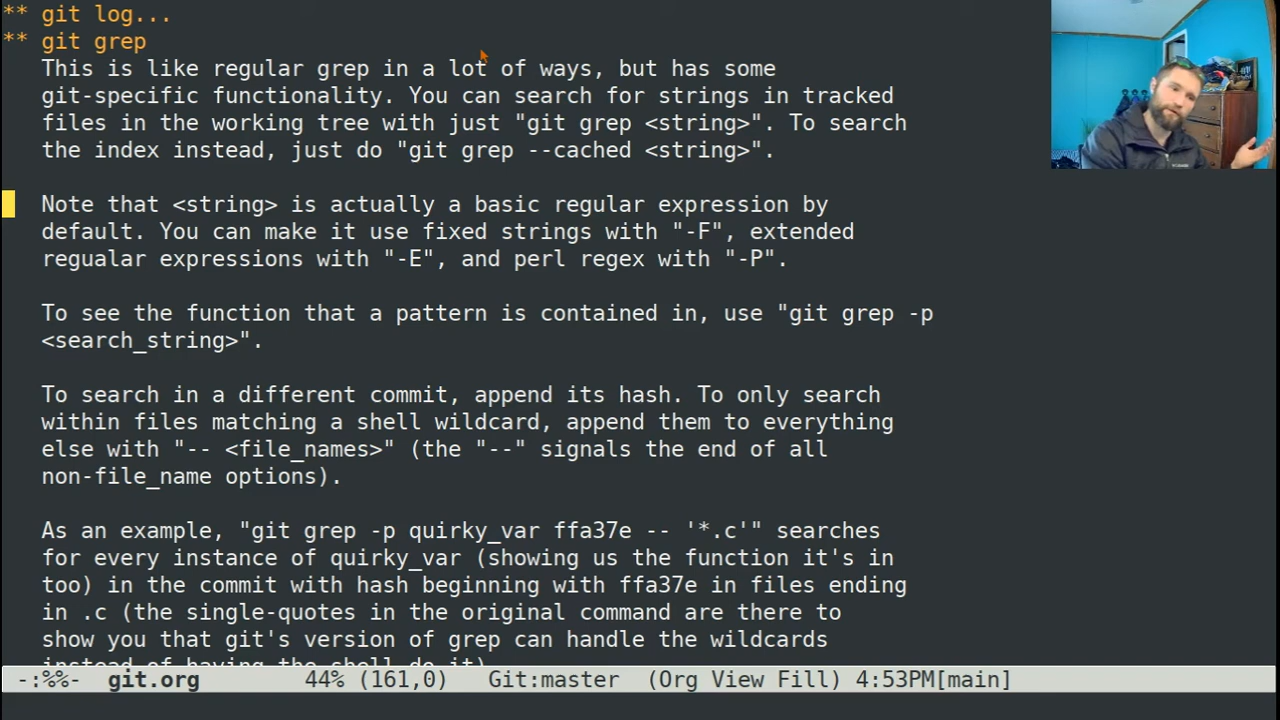 ** git log...
** git grep
This is like regular grep in a lot of ways, but has some
git-specific functionality. You can search for strings in tracked
files in the working tree with just "git grep <string>". To search
the index instead, just do "git grep --cached <string>".
Note that <string> is actually a basic regular expression by
default. You can make it use fixed strings with "-F", extended
regualar expressions with "-E", and perl regex with "-P".
To see the function that a pattern is contained in, use "git grep -p
<search_string>".
To search in a different commit, append its hash. To only search
within files matching a shell wildcard, append them to everything
else with "-- <file_names>" (the "--" signals the end of all
non-file_name options).
As an example, "git grep -p quirky_var ffa37e -- '*.c'" searches
for every instance of quirky_var (showing us the function it's in
too) in the commit with hash beginning with ffa37e in files ending
in .c (the single-quotes in the original command are there to
show you that git's version of grep can handle the wildcards
instead of having the shell do it)
-:%%- git.org 44% (161,0) Git:master (Org View Fill) 4:53PM[main]